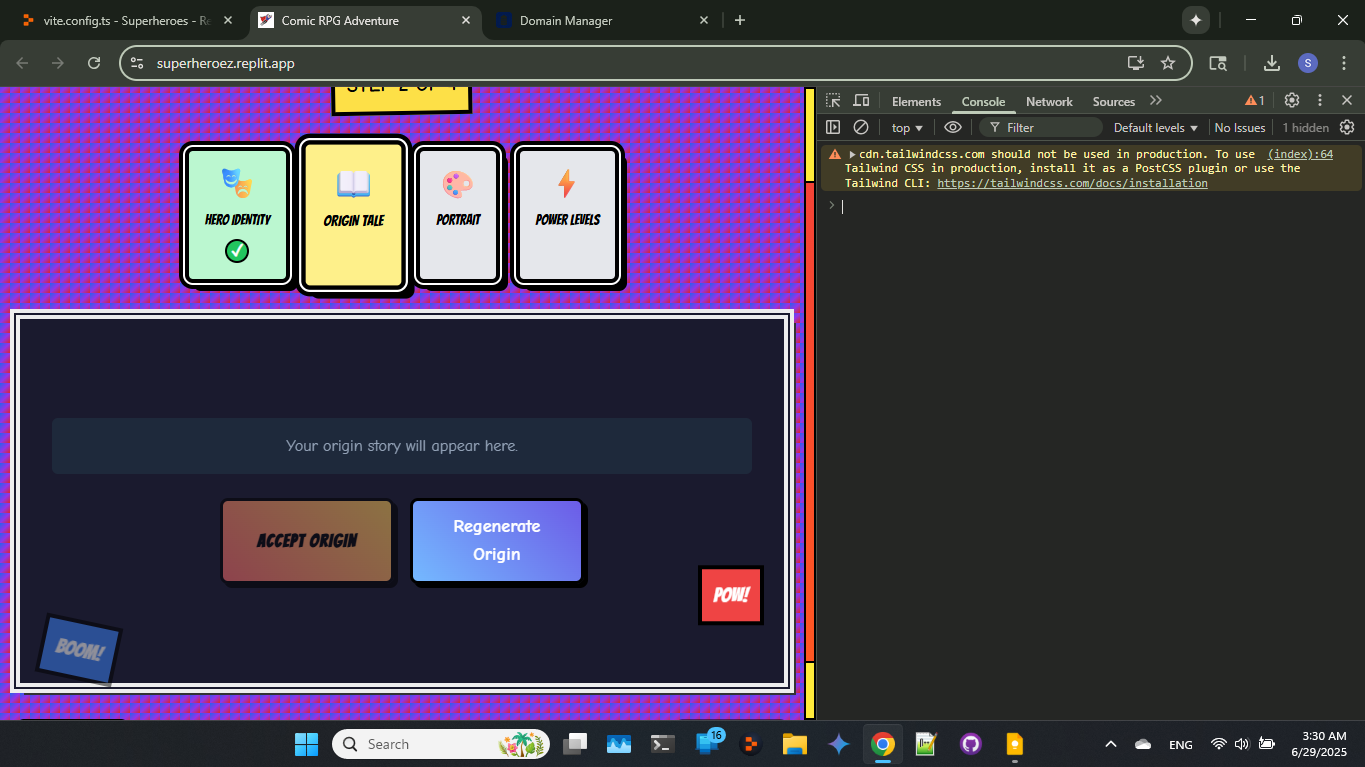 vite.config.ts - Superheroes - Re
Comic RPG Adventure
Domain Manager
superheroez.replit.app
S
STEP 2 OF 4
HERO IDENTITY
ORIGIN TALE
PORTRAIT
POWER LEVELS
Your origin story will appear here.
ACCEPT ORIGIN
Regenerate
Origin
POW!
BOOM!
Elements
Console
Network
Sources
1
top
Filter
Default levels
No Issues
1 hidden
cdn.tailwindcss.com should not be used in production. To use (index):64
Tailwind CSS in production, install it as a PostCSS plugin or use the
Tailwind CLI: https://tailwindcss.com/docs/installation
Search
16
ENG
3:30 AM
6/29/2025